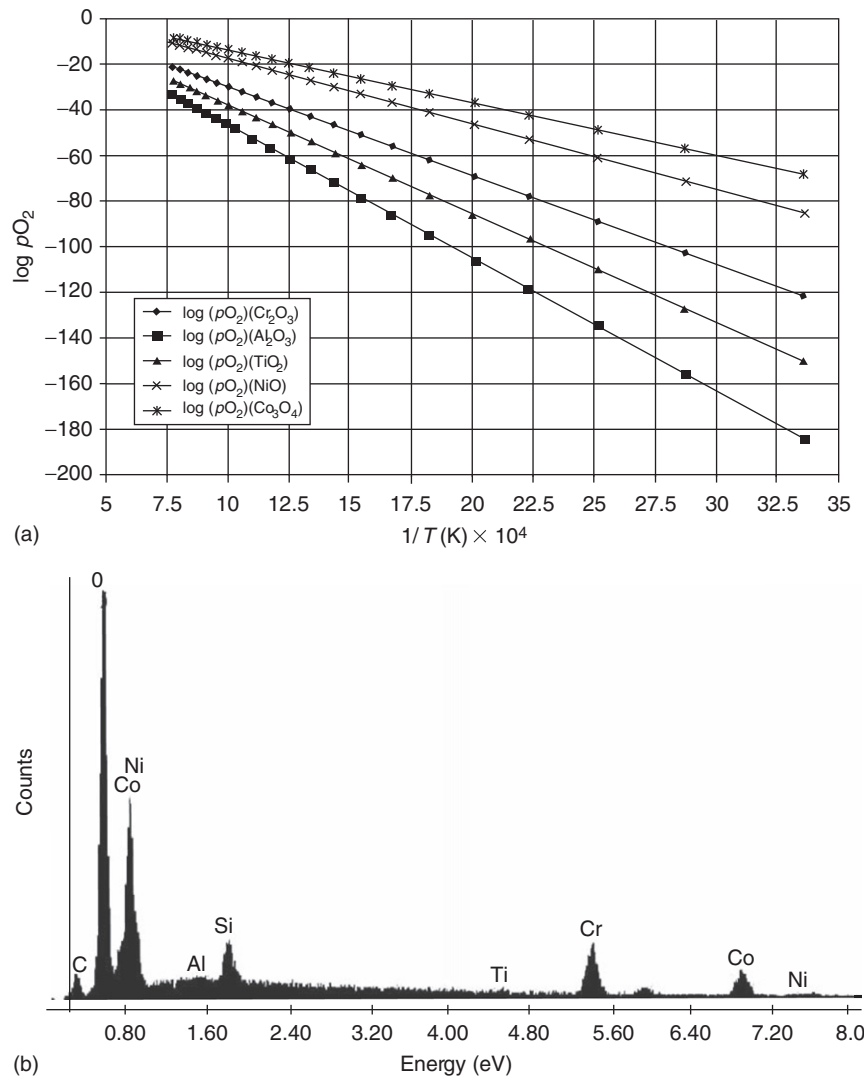 0
−20
−40
−60
−80
−100
−120
−140
−160
−180
−200
log pO₂
log (pO₂)(Cr₂O₃)
log (pO₂)(Al₂O₃)
log (pO₂)(TiO₂)
log (pO₂)(NiO)
log (pO₂)(Co₃O₄)
5 7.5 10 12.5 15 17.5 20 22.5 25 27.5 30 32.5 35
(a)
1/ T (K) × 10⁴
0
Counts
Ni
Co
C
Al
Si
Ti
Cr
Co
Ni
0.80 1.60 2.40 3.20 4.00 4.80 5.60 6.40 7.20 8.0
(b)
Energy (eV)